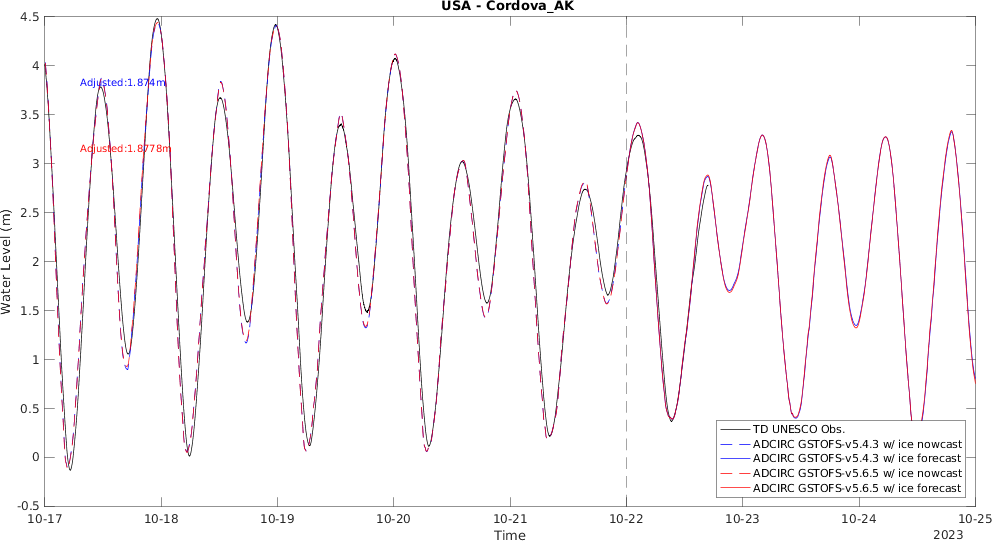 USA - Cordova_AK
4.5
4
3.5
3
2.5
2
1.5
1
0.5
0
-0.5
Water Level (m)
Adjusted:1.874m
Adjusted:1.8778m
TD UNESCO Obs.
ADCIRC GSTOFS-v5.4.3 w/ ice nowcast
ADCIRC GSTOFS-v5.4.3 w/ ice forecast
ADCIRC GSTOFS-v5.6.5 w/ ice nowcast
ADCIRC GSTOFS-v5.6.5 w/ ice forecast
10-17 10-18 10-19 10-20 10-21 10-22 10-23 10-24 10-25
Time
2023